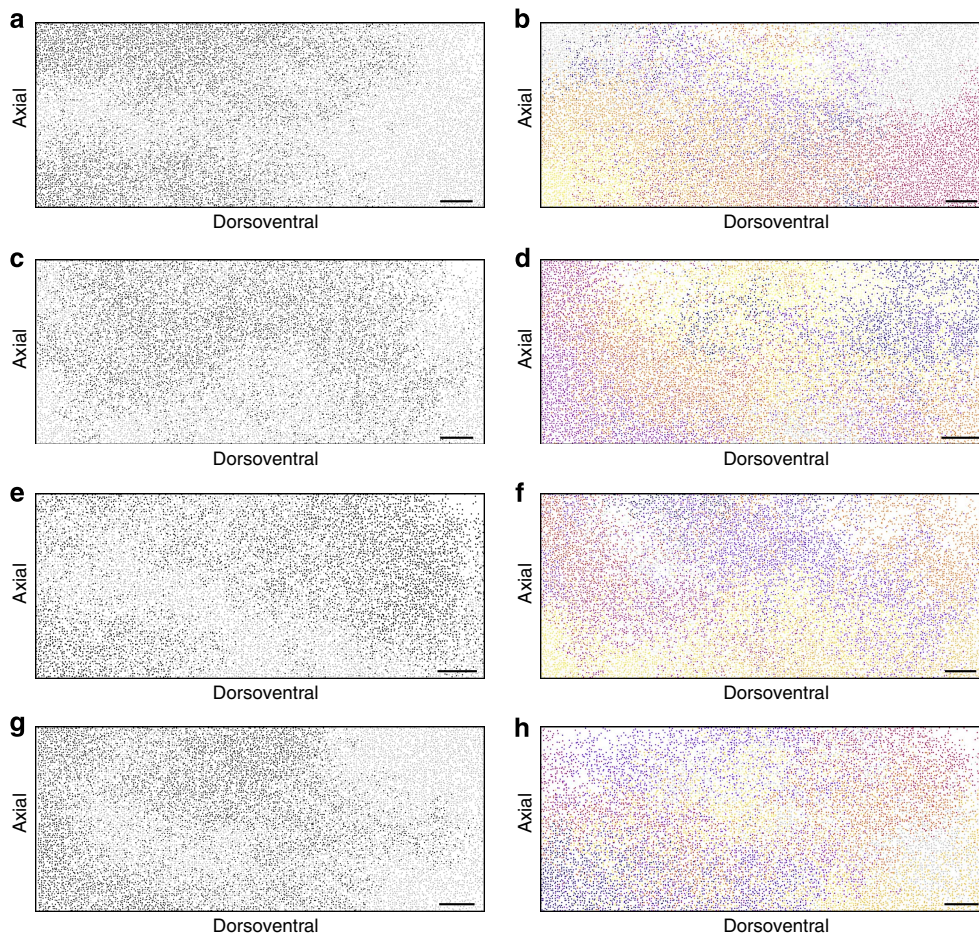 a
b
Axial
Axial
Dorsoventral
Dorsoventral
c
d
Axial
Axial
Dorsoventral
Dorsoventral
e
f
Axial
Axial
Dorsoventral
Dorsoventral
g
h
Axial
Axial
Dorsoventral
Dorsoventral